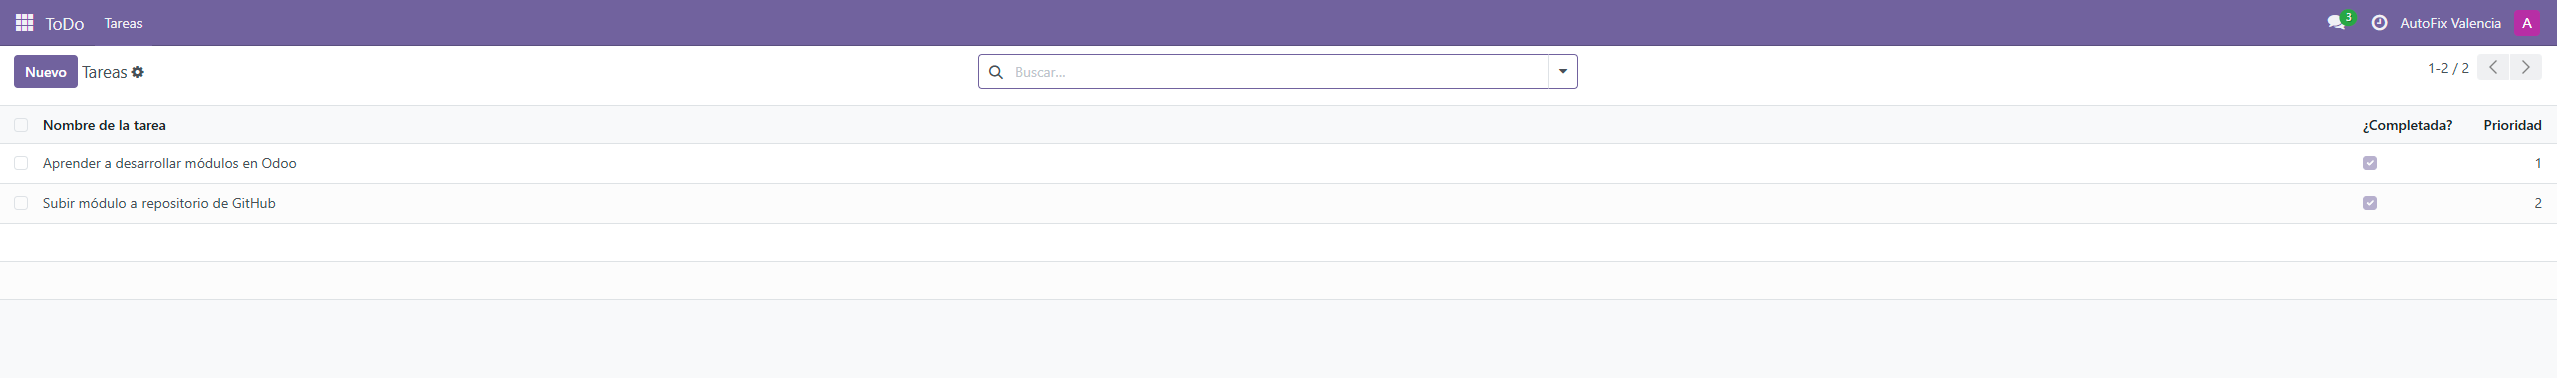 ToDo Tareas 3 AutoFix Valencia A
Nuevo Tareas Buscar... 1-2 / 2
Nombre de la tarea ¿Completada? Prioridad
Aprender a desarrollar módulos en Odoo 1
Subir módulo a repositorio de GitHub 2